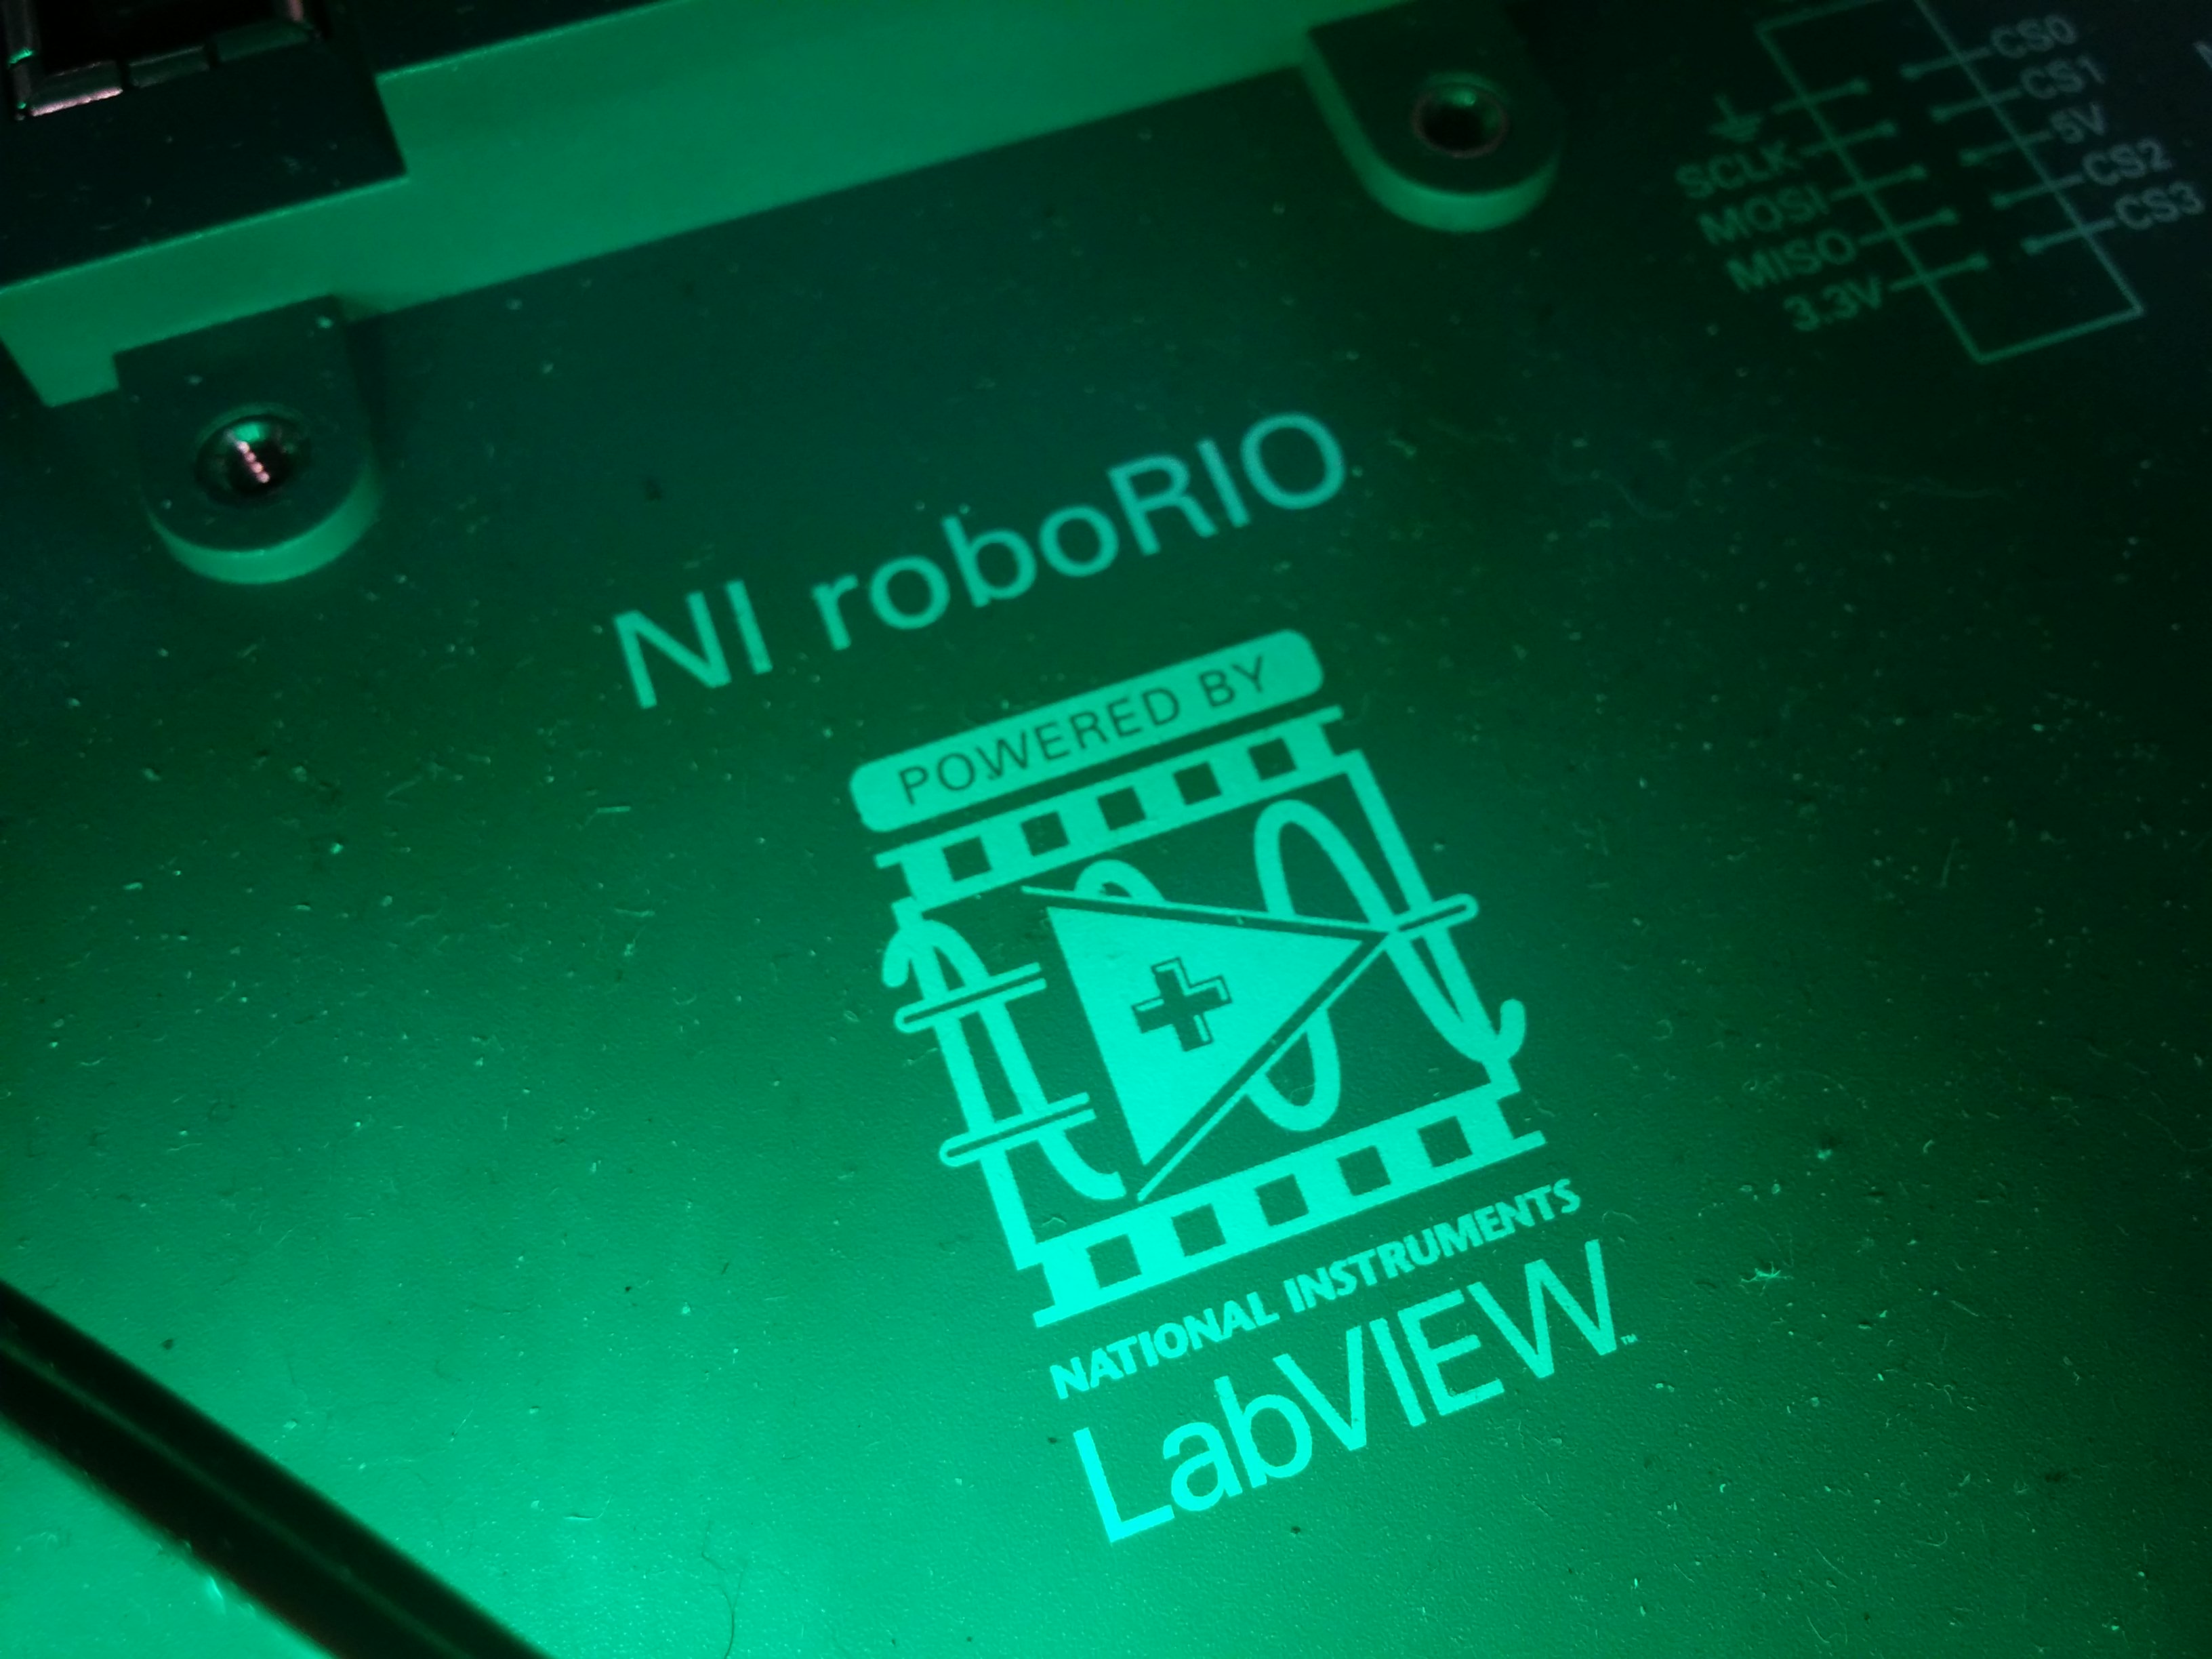 CS0
CS1
5V
CS2
CS3
SCLK
MOSI
MISO
3.3V
NI roboRIO
POWERED BY
NATIONAL INSTRUMENTS
LabVIEW™